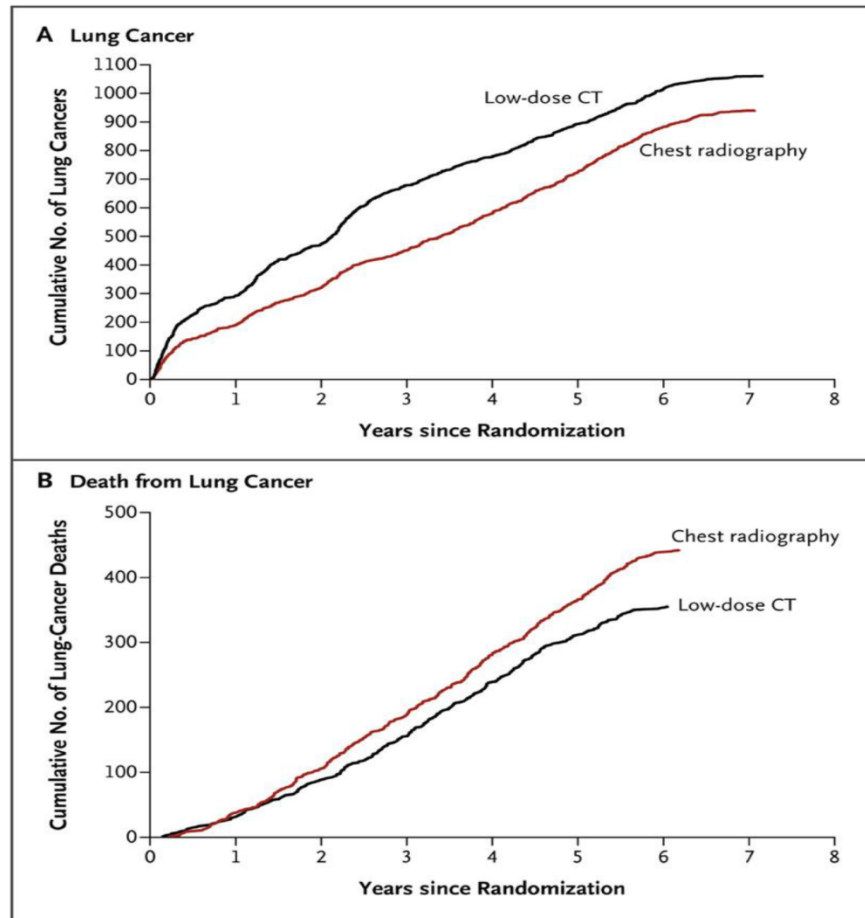 A Lung Cancer
Cumulative No. of Lung Cancers
1100
1000
900
800
700
600
500
400
300
200
100
0
Low-dose CT
Chest radiography
0 1 2 3 4 5 6 7 8
Years since Randomization
B Death from Lung Cancer
Cumulative No. of Lung-Cancer Deaths
500
400
300
200
100
0
Chest radiography
Low-dose CT
0 1 2 3 4 5 6 7 8
Years since Randomization